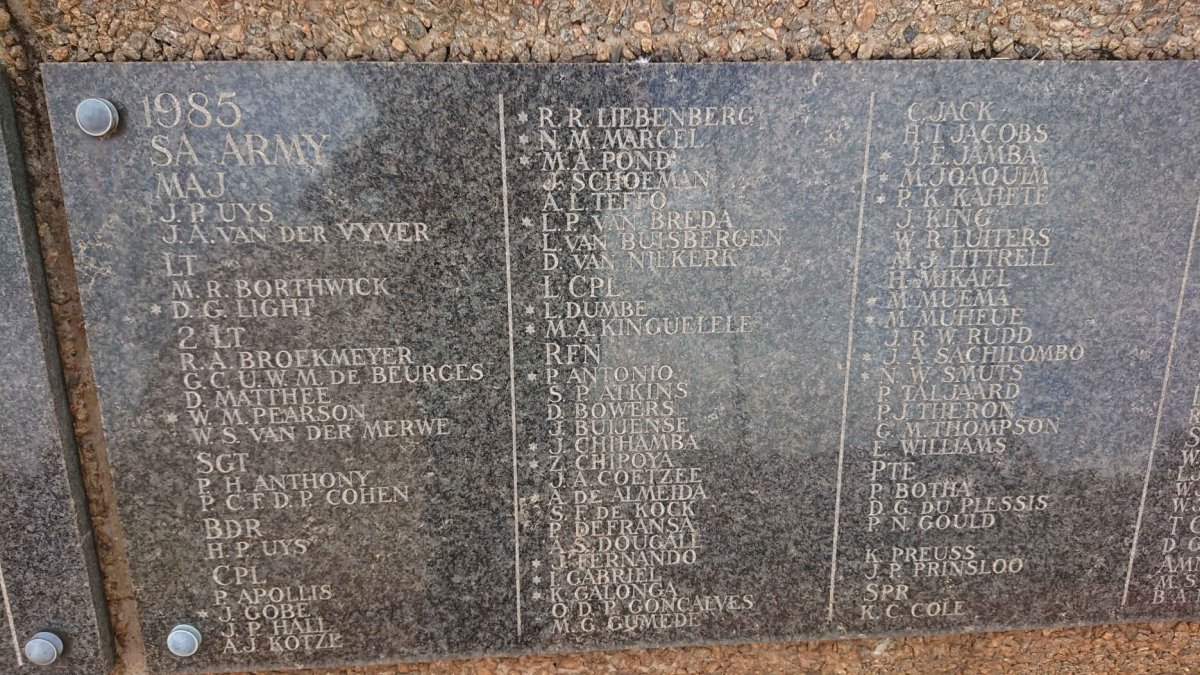 1985
SA ARMY
MAJ
J. P. UYS
J. A. VAN DER VYVER
LT
M. R. BORTHWICK
* D. G. LIGHT
2 LT
R. A. BROEKMEYER
G. C. U. W. M. DE BEURGES
D. MATTHEE
* W. M. PEARSON
W. S. VAN DER MERWE
SGT
P. H. ANTHONY
P. C. F. D. P. COHEN
BDR
H. P. UYS
CPL
P. APOLLIS
* J. GOBE
J. P. HALL
A. J. KOTZE
* R. R. LIEBENBERG
* N. M. MARCEL
* M. A. POND
J. SCHOEMAN
A. L. TEFFO
* L. P. VAN BREDA
L. VAN BUISBERGEN
D. VAN NIEKERK
L CPL
* L. DUMBE
* M. A. KINGUELELE
RFN
* P. ANTONIO
S. P. ATKINS
D. BOWERS
J. BUIJENSE
* J. CHIHAMBA
* Z. CHIPOYA
J. A. COETZEE
* A. DE ALMEIDA
S. F. DE KOCK
P. DEFRANSA
A. S. DOUGALL
* J. FERNANDO
* I. GABRIEL
* K. GALONGA
O. D. P. GONCALVES
M. G. GUMEDE
C. JACK
H. I. JACOBS
* J. E. JAMBA
* M. JOAQUIM
* P. K. KAHETE
J. KING
W. R. LUITERS
M. J. LITTRELL
H. MIKAEL
* M. MUEMA
* M. MUHEUE
J. R. W. RUDD
* J. A. SACHILOMBO
* N. W. SMUTS
P. TALJAARD
P. J. THERON
G. M. THOMPSON
E. WILLIAMS
PTE
P. BOTHA
D. G. DU PLESSIS
P. N. GOULD
K. PREUSS
J. P. PRINSLOO
SPR
K. C. COLE